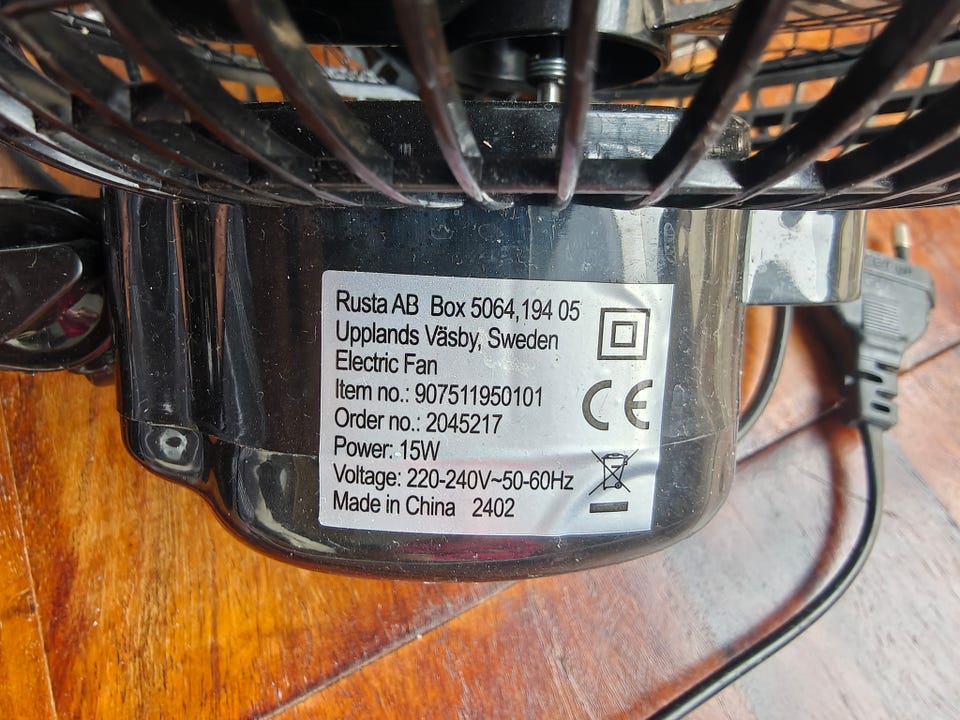 Rusta AB Box 5064,194 05
Upplands Väsby, Sweden
Electric Fan
Item no.: 907511950101
Order no.: 2045217
Power: 15W
Voltage: 220-240V~50-60Hz
Made in China 2402
CE